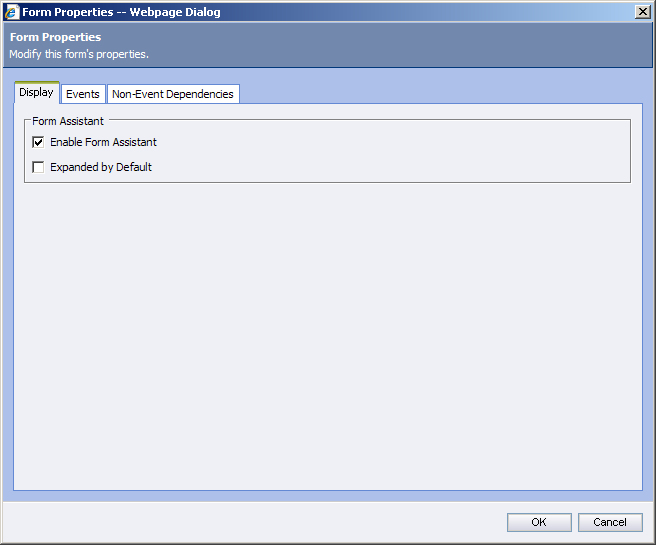 Form Properties -- Webpage Dialog
Form Properties
Modify this form's properties.
Display Events Non-Event Dependencies
Form Assistant
Enable Form Assistant
Expanded by Default
OK Cancel